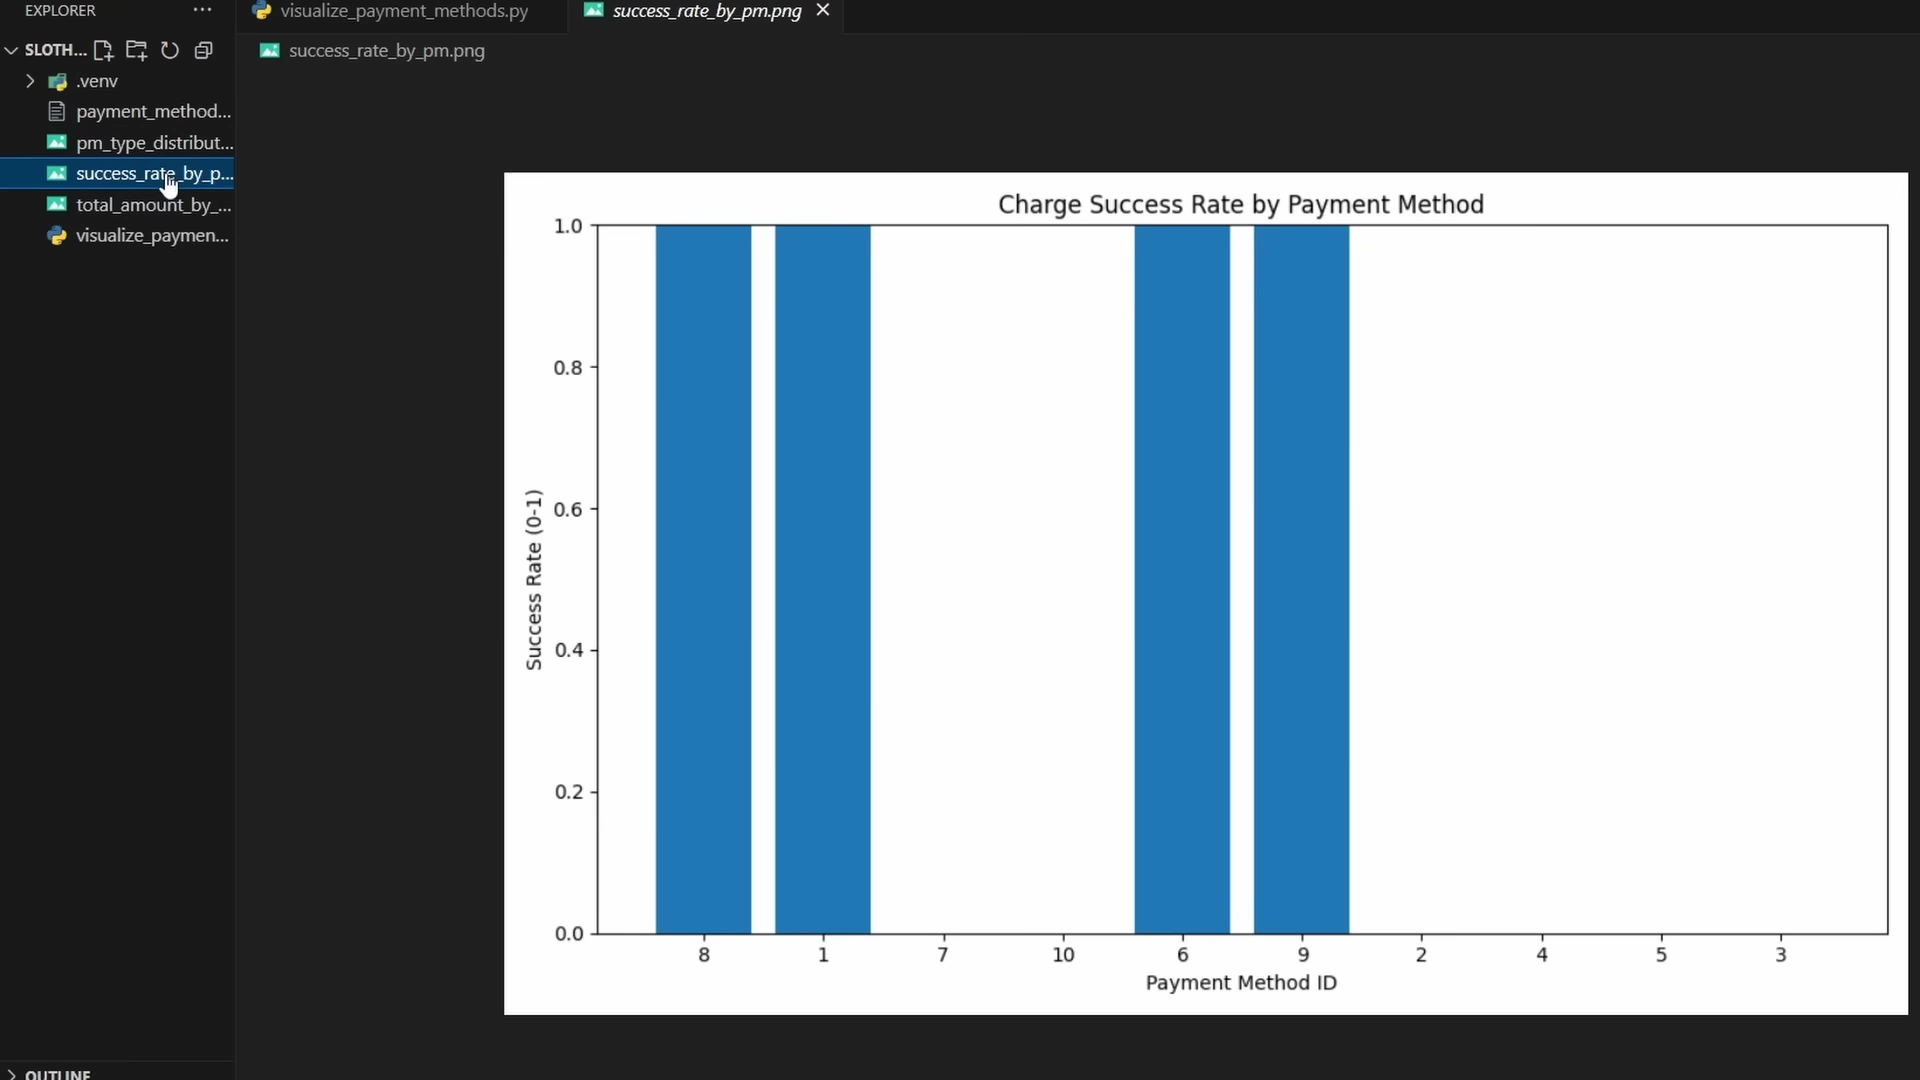 EXPLORER
visualize_payment_methods.py
success_rate_by_pm.png
SLOTH...
success_rate_by_pm.png
.venv
payment_method...
pm_type_distribut...
success_rate_by_p...
total_amount_by_...
visualize_paymen...
Charge Success Rate by Payment Method
1.0
0.8
0.6
0.4
0.2
0.0
Success Rate (0-1)
8 1 7 10 6 9 2 4 5 3
Payment Method ID
OUTLINE